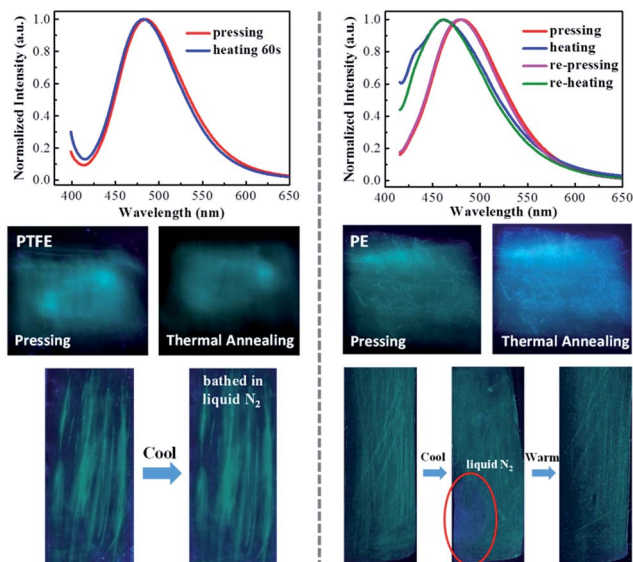 Normalized Intensity (a.u.)
1.0
0.8
0.6
0.4
0.2
0.0
pressing
heating 60s
400 450 500 550 600 650
Wavelength (nm)
PTFE
Pressing
Thermal Annealing
bathed in
liquid N2
Cool
Normalized Intensity (a.u.)
1.0
0.8
0.6
0.4
0.2
0.0
pressing
heating
re-pressing
re-heating
400 450 500 550 600 650
Wavelength (nm)
PE
Pressing
Thermal Annealing
Cool
liquid N2
Warm